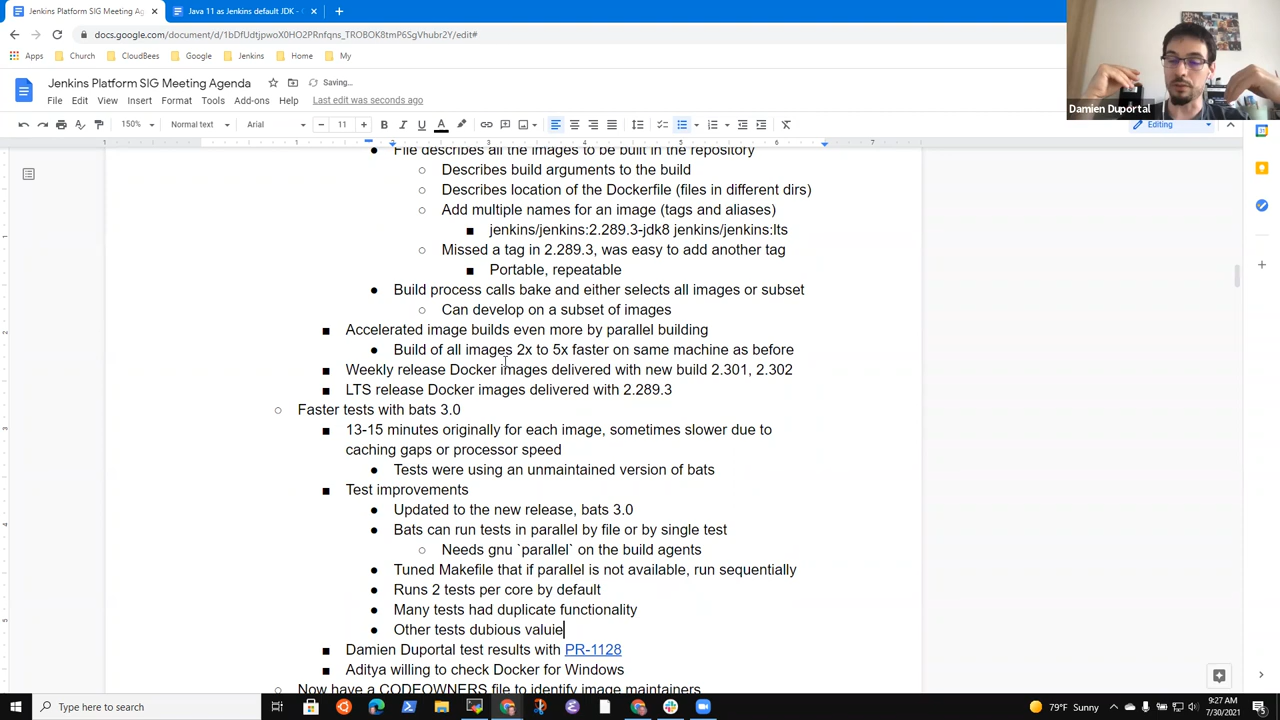 Jenkins Platform SIG Meeting Ag
Java 11 as Jenkins default JDK -
docs.google.com/document/d/1bDfUdtjpwoX0HO2PRnfqns_TROBOK8tmP6SgVhubr2Y/edit#
Apps Church CloudBees Google Jenkins Home My
Jenkins Platform SIG Meeting Agenda
Saving...
File Edit View Insert Format Tools Add-ons Help Last edit was seconds ago
Damien Duportal
150% Normal text Arial 11 Editing
File describes all the images to be built in the repository
Describes build arguments to the build
Describes location of the Dockerfile (files in different dirs)
Add multiple names for an image (tags and aliases)
jenkins/jenkins:2.289.3-jdk8 jenkins/jenkins:lts
Missed a tag in 2.289.3, was easy to add another tag
Portable, repeatable
Build process calls bake and either selects all images or subset
Can develop on a subset of images
Accelerated image builds even more by parallel building
Build of all images 2x to 5x faster on same machine as before
Weekly release Docker images delivered with new build 2.301, 2.302
LTS release Docker images delivered with 2.289.3
Faster tests with bats 3.0
13-15 minutes originally for each image, sometimes slower due to
caching gaps or processor speed
Tests were using an unmaintained version of bats
Test improvements
Updated to the new release, bats 3.0
Bats can run tests in parallel by file or by single test
Needs gnu `parallel` on the build agents
Tuned Makefile that if parallel is not available, run sequentially
Runs 2 tests per core by default
Many tests had duplicate functionality
Other tests dubious valuie
Damien Duportal test results with PR-1128
Aditya willing to check Docker for Windows
Now have a CODEOWNERS file to identify image maintainers
Type here to search
79°F Sunny
9:27 AM
7/30/2021